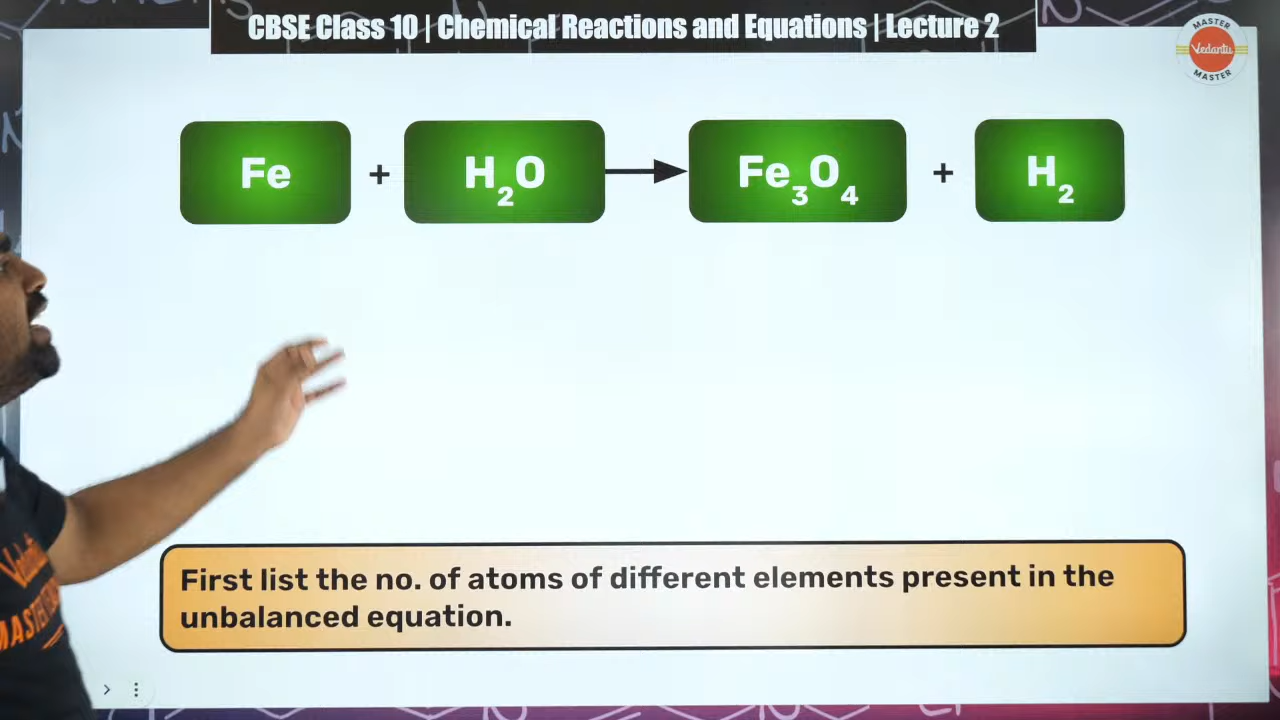 CBSE Class 10 | Chemical Reactions and Equations | Lecture 2
MASTER
Vedantu
MASTER
Fe + H₂O → Fe₃O₄ + H₂
First list the no. of atoms of different elements present in the
unbalanced equation.
Vedantu